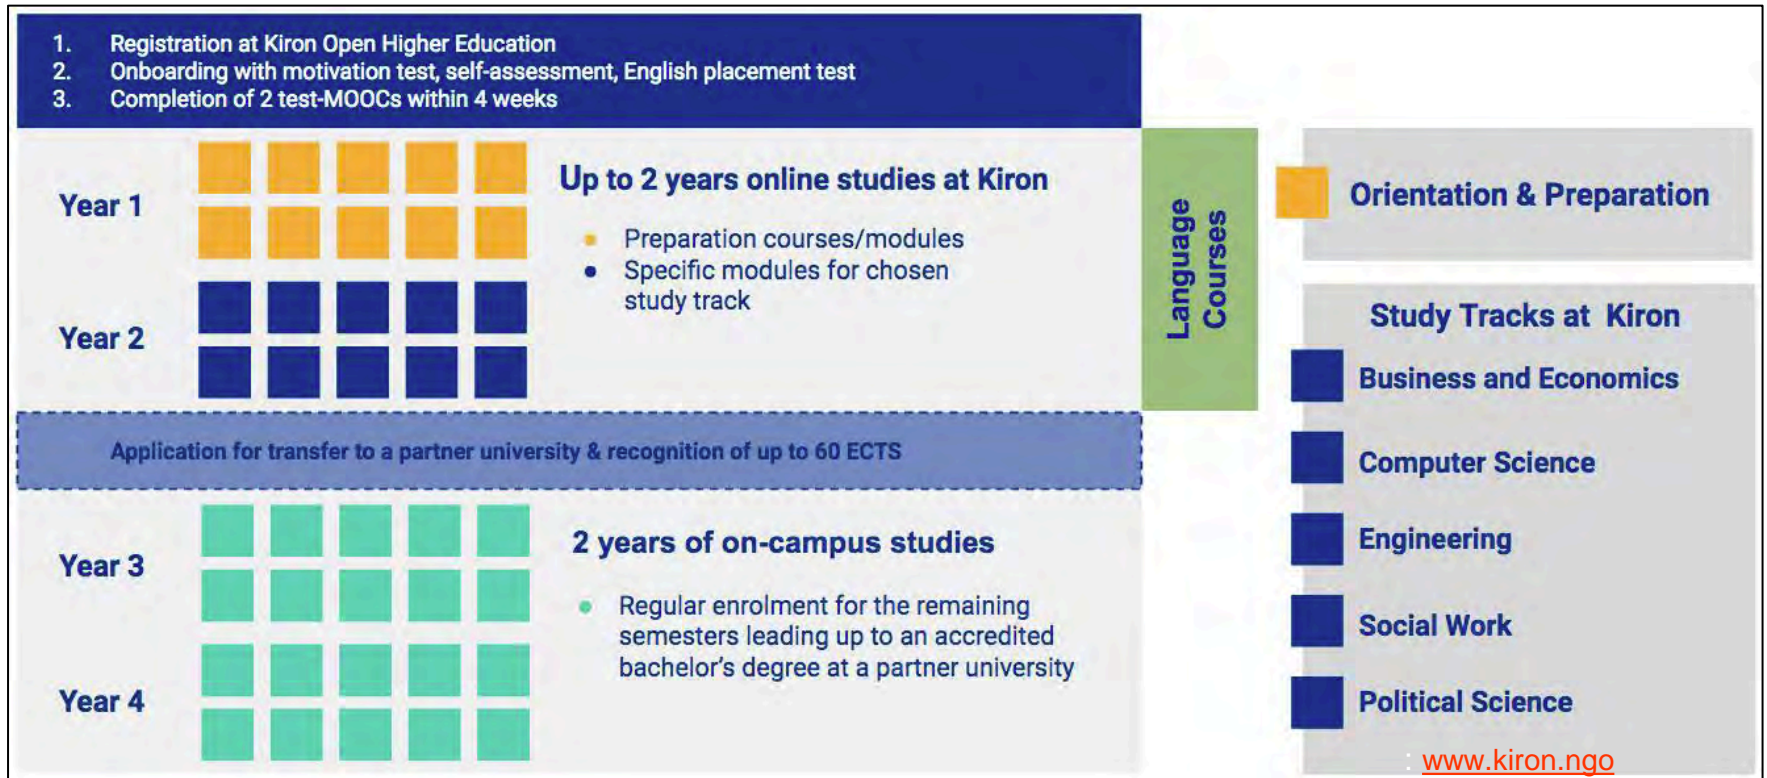 1. Registration at Kiron Open Higher Education
2. Onboarding with motivation test, self-assessment, English placement test
3. Completion of 2 test-MOOCs within 4 weeks
Year 1
Year 2
Up to 2 years online studies at Kiron
Preparation courses/modules
Specific modules for chosen
study track
Language
Courses
Application for transfer to a partner university & recognition of up to 60 ECTS
Year 3
Year 4
2 years of on-campus studies
Regular enrolment for the remaining
semesters leading up to an accredited
bachelor's degree at a partner university
Orientation & Preparation
Study Tracks at Kiron
Business and Economics
Computer Science
Engineering
Social Work
Political Science
: www.kiron.ngo